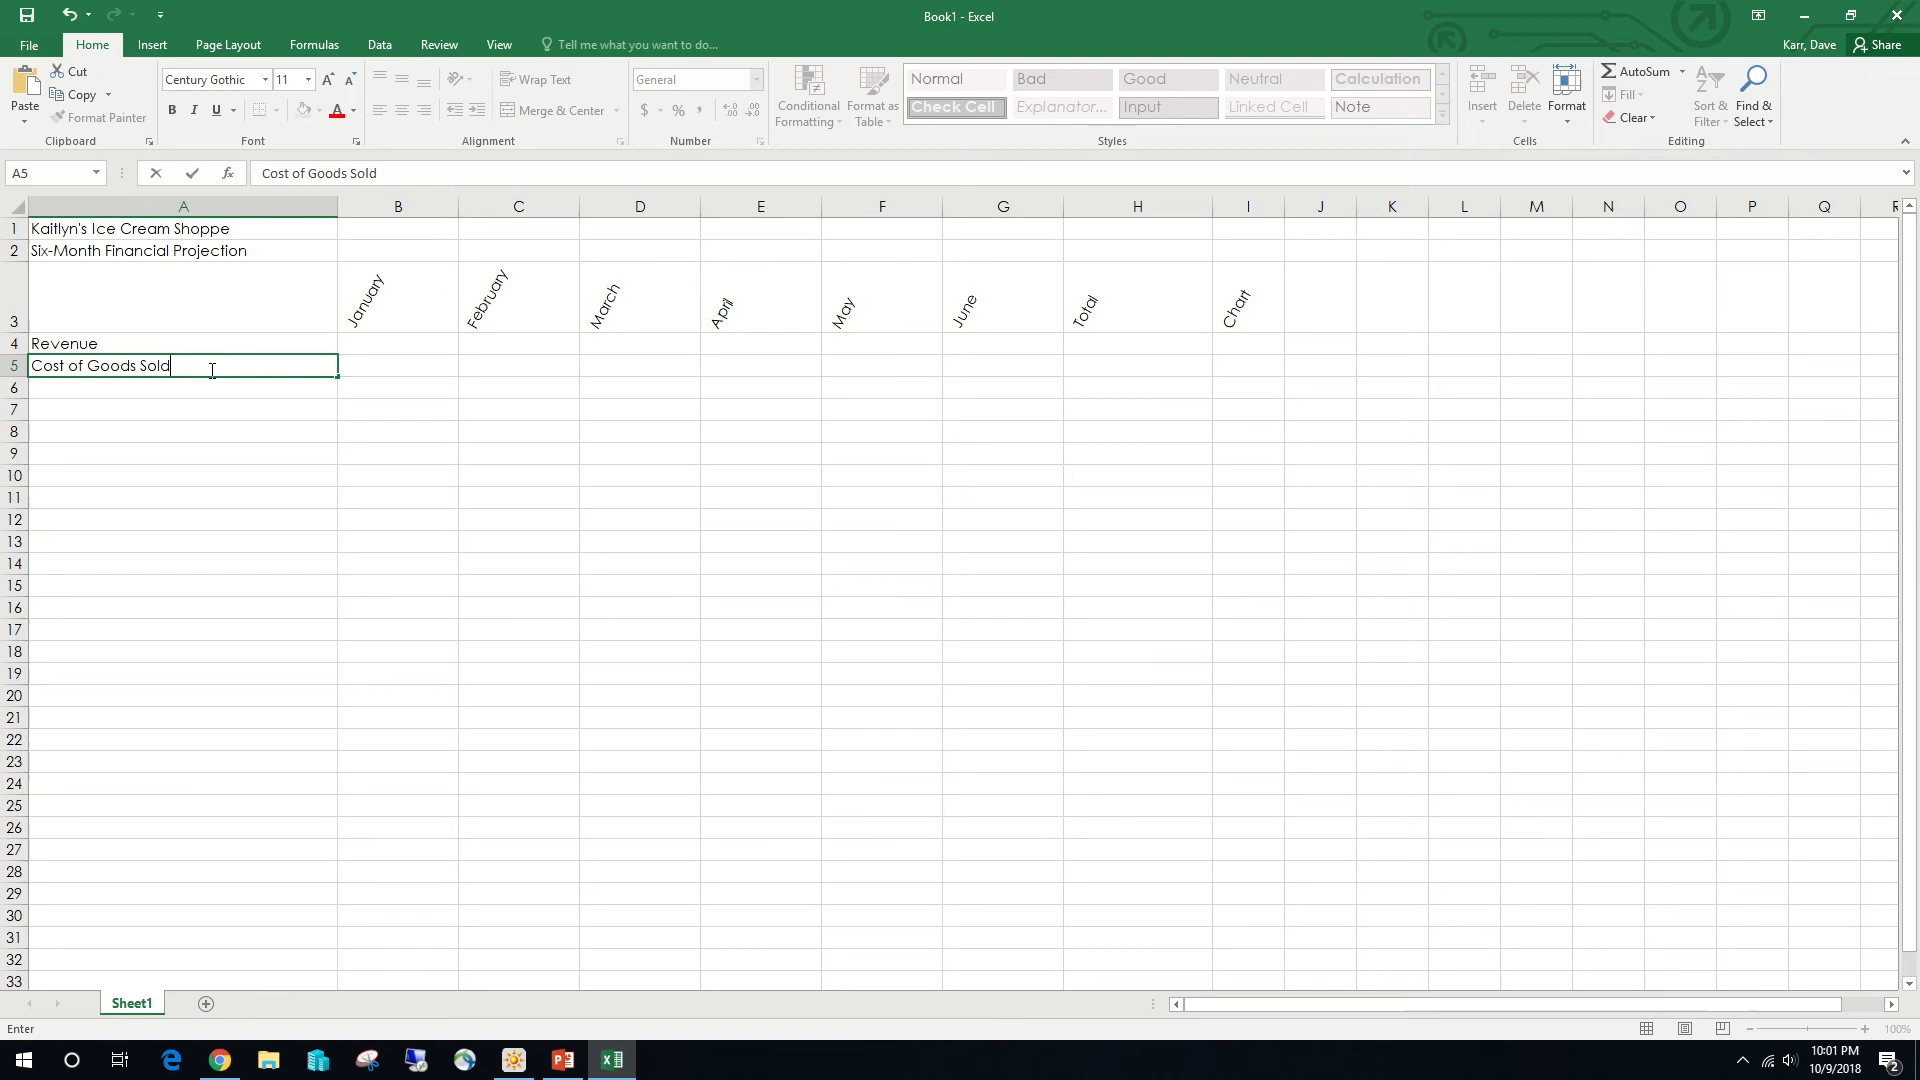 Book1 - Excel
File Home Insert Page Layout Formulas Data Review View Tell me what you want to do... Karr, Dave Share
Paste
Cut
Copy
Format Painter
Clipboard
Century Gothic 11 A A
B I U A
Font
Wrap Text
Merge & Center
Alignment
General
$ % , .0 .00
Number
Conditional Formatting
Format as Table
Normal Bad Good Neutral Calculation
Check Cell Explanator... Input Linked Cell Note
Styles
Insert Delete Format
Cells
AutoSum
Fill
Clear
Sort & Filter
Find & Select
Editing
A5 fx Cost of Goods Sold
A B C D E F G H I J K L M N O P Q R
1 Kaitlyn's Ice Cream Shoppe
2 Six-Month Financial Projection
3 January February March April May June Total Chart
4 Revenue
5 Cost of Goods Sold
6
7
8
9
10
11
12
13
14
15
16
17
18
19
20
21
22
23
24
25
26
27
28
29
30
31
32
33
Sheet1
Enter 100%
10:01 PM
10/9/2018
2